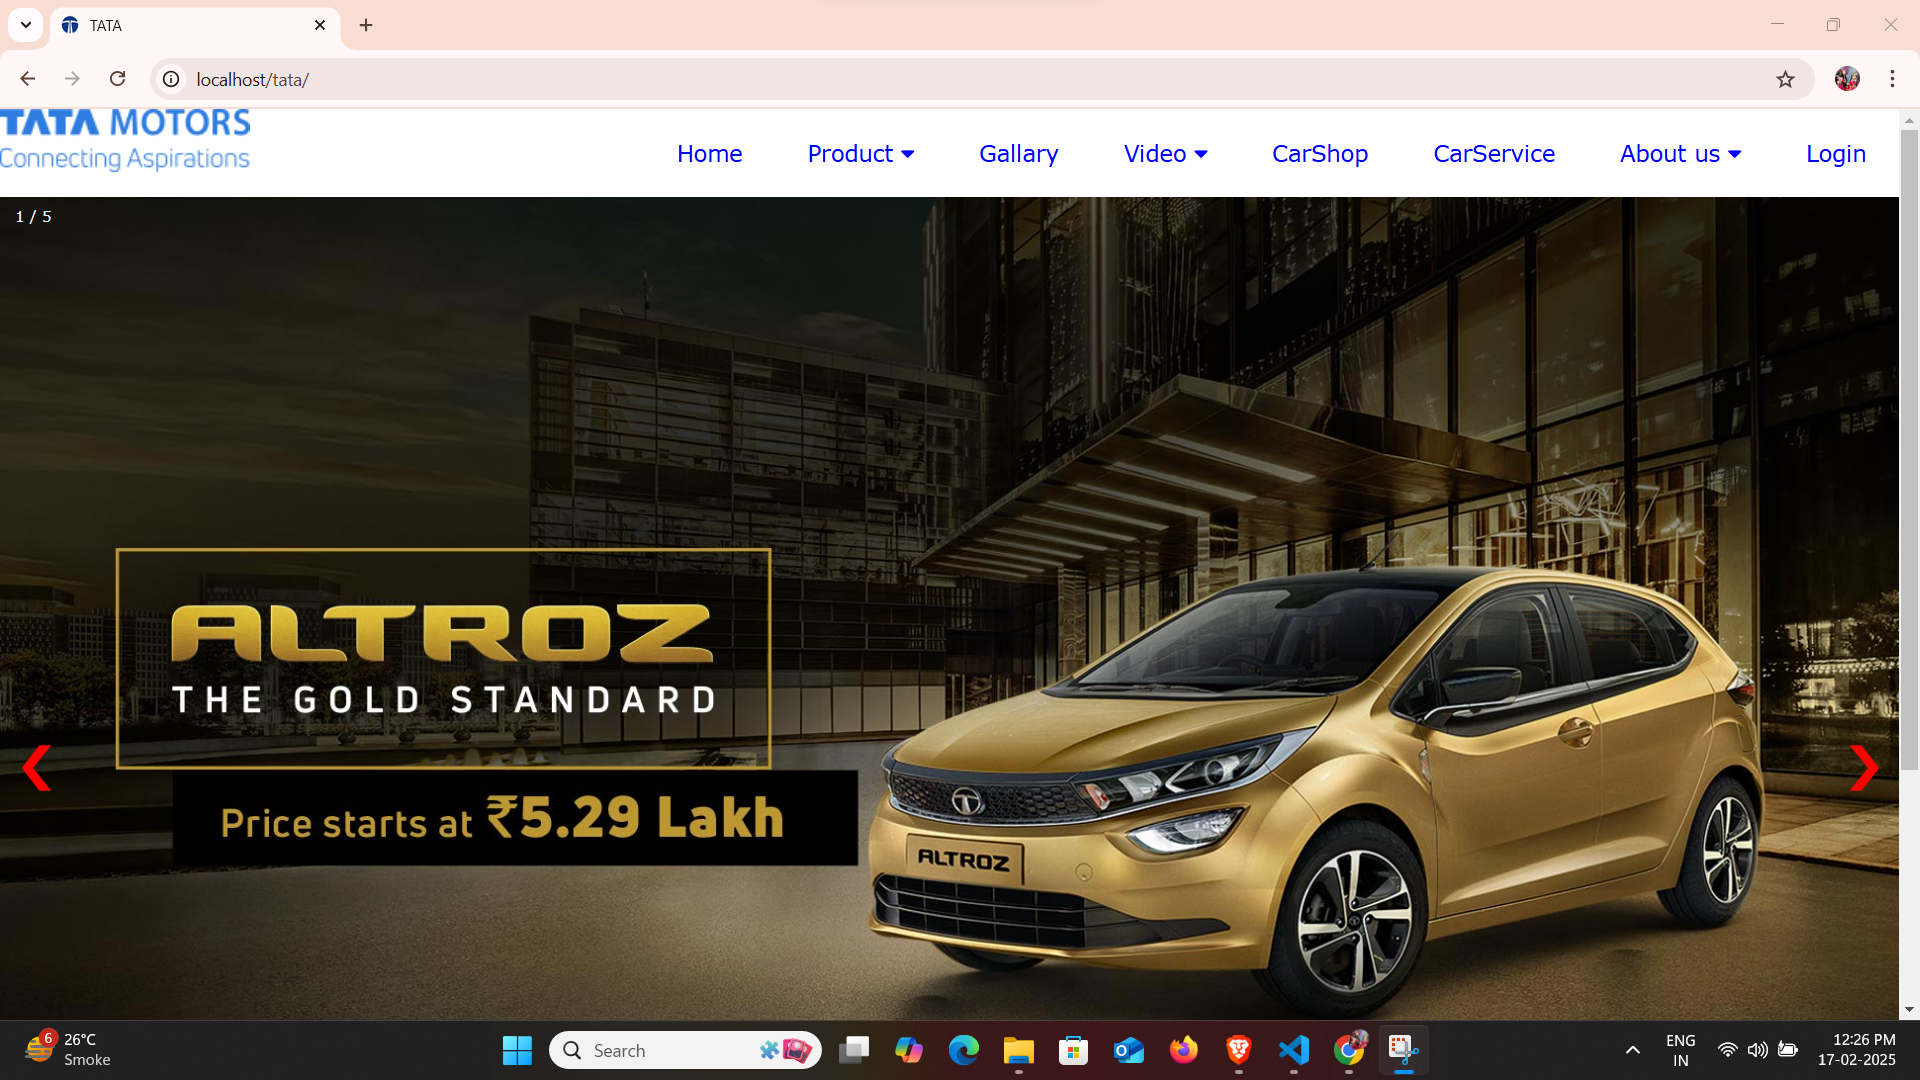 TATA
localhost/tata/
TATA MOTORS
Connecting Aspirations
Home Product Gallary Video CarShop CarService About us Login
1 / 5
ALTROZ
THE GOLD STANDARD
Price starts at ₹5.29 Lakh
ALTROZ
6
26°C
Smoke
Search
ENG
IN
12:26 PM
17-02-2025